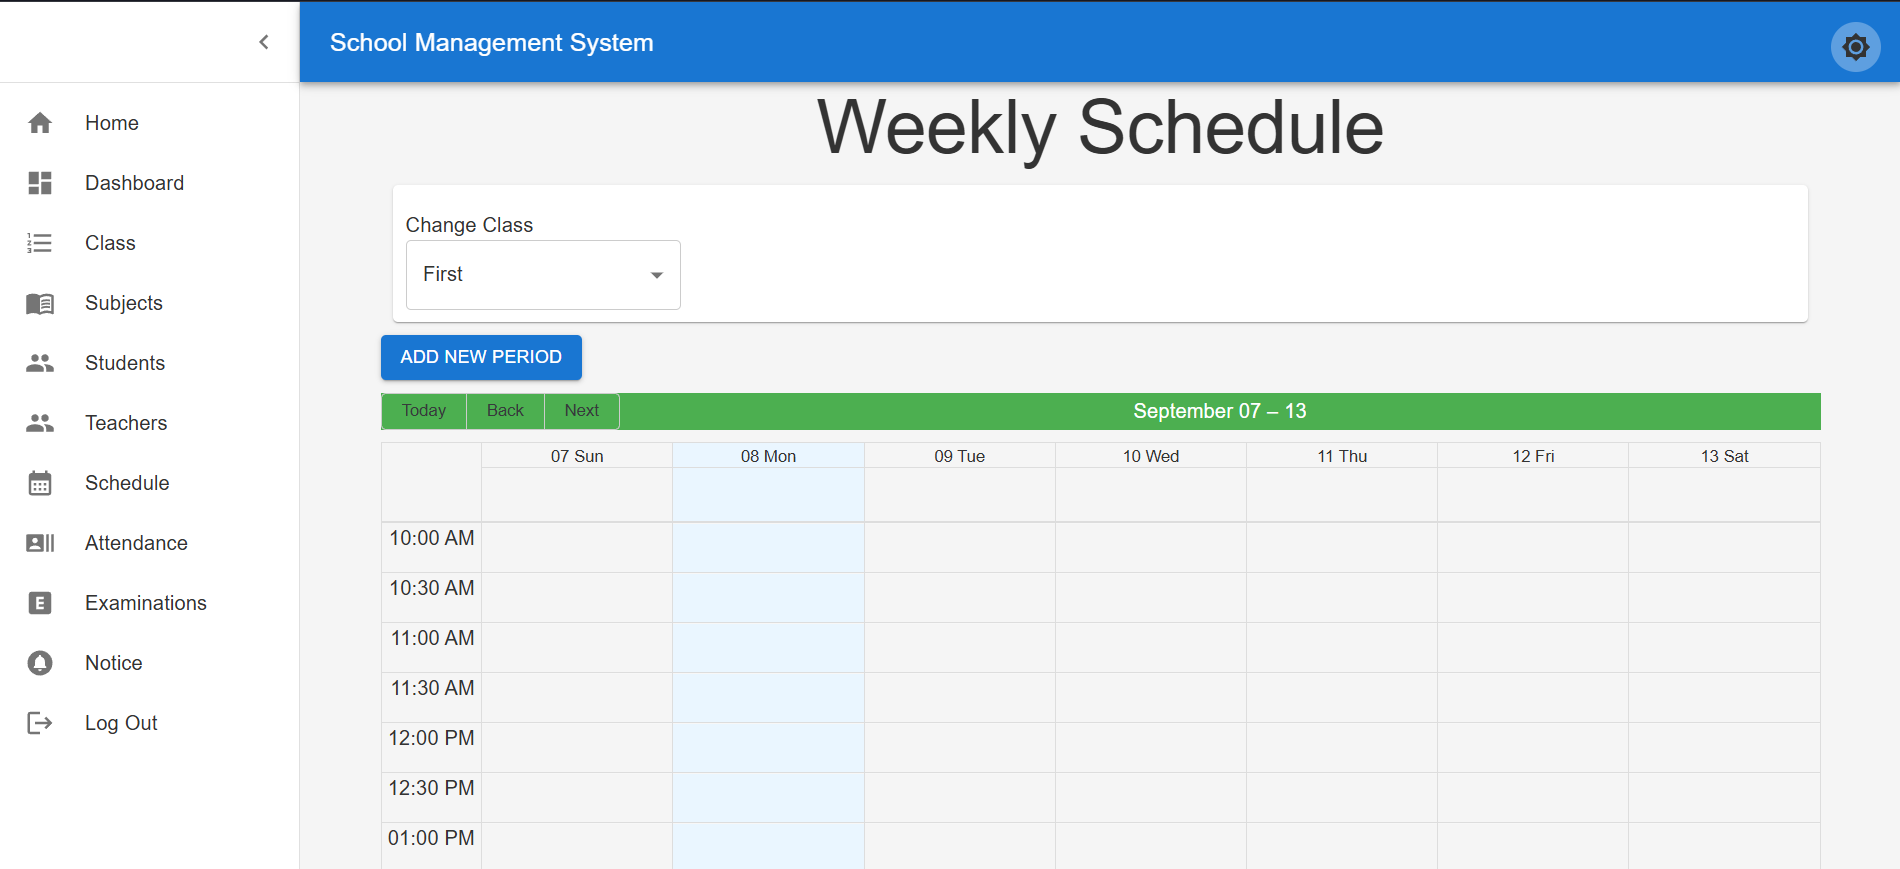 School Management System
Home
Dashboard
Class
Subjects
Students
Teachers
Schedule
Attendance
Examinations
Notice
Log Out
Weekly Schedule
Change Class
First
ADD NEW PERIOD
Today Back Next September 07 – 13
07 Sun 08 Mon 09 Tue 10 Wed 11 Thu 12 Fri 13 Sat
10:00 AM
10:30 AM
11:00 AM
11:30 AM
12:00 PM
12:30 PM
01:00 PM